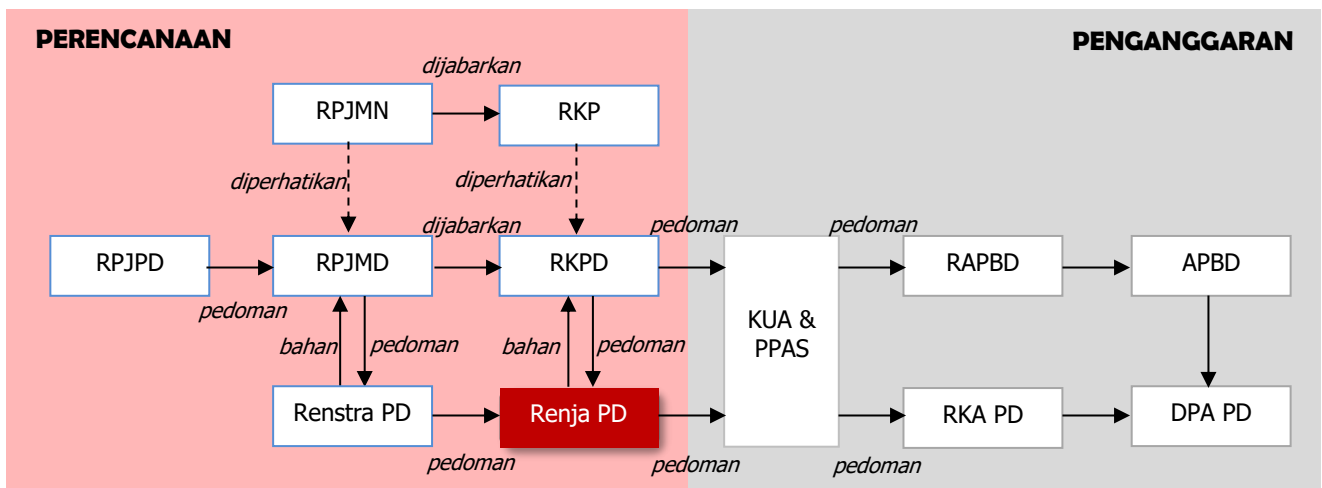 PERENCANAAN
PENGANGGARAN
dijabarkan
RPJMN
RKP
diperhatikan
diperhatikan
dijabarkan
pedoman
pedoman
RPJPD
RPJMD
RKPD
RAPBD
APBD
pedoman
KUA &
PPAS
bahan
pedoman
bahan
pedoman
Renstra PD
Renja PD
RKA PD
DPA PD
pedoman
pedoman
pedoman